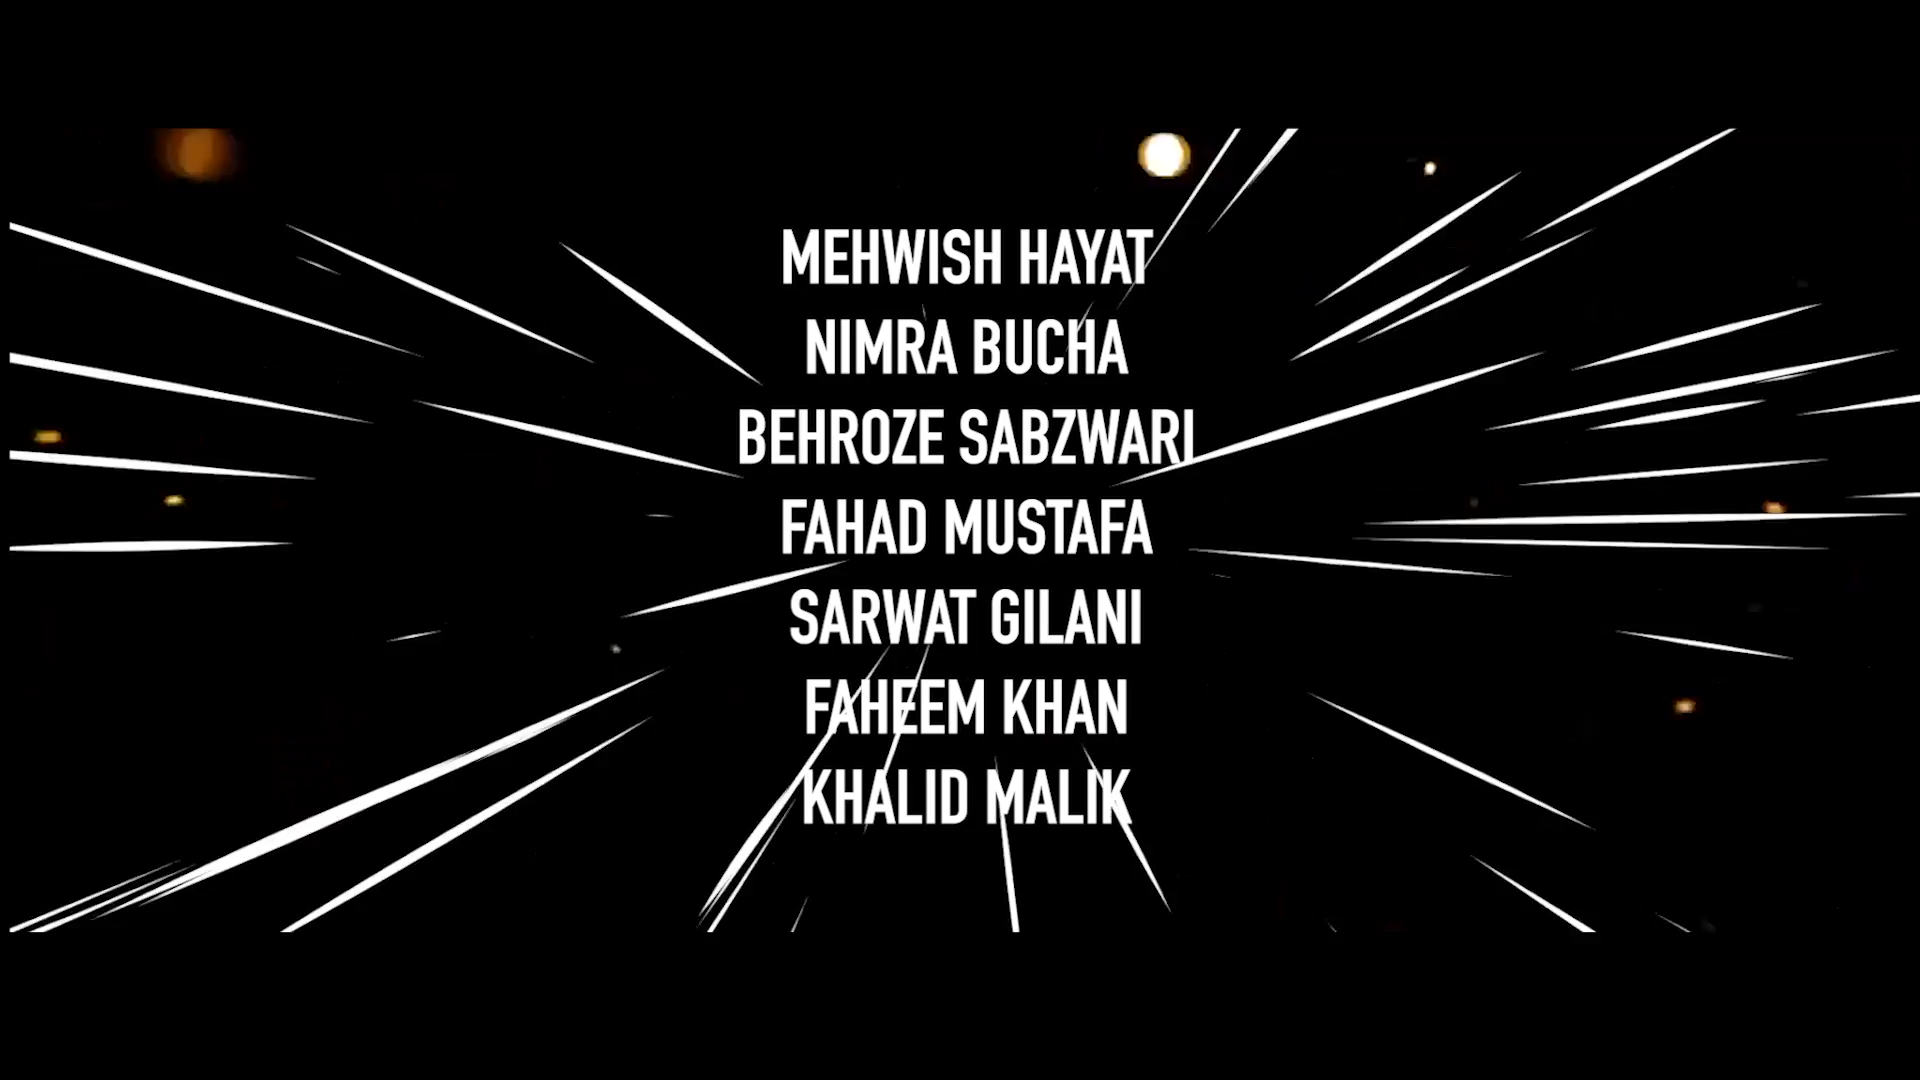 MEHWISH HAYAT
NIMRA BUCHA
BEHROZE SABZWARI
FAHAD MUSTAFA
SARWAT GILANI
FAHEEM KHAN
KHALID MALIK